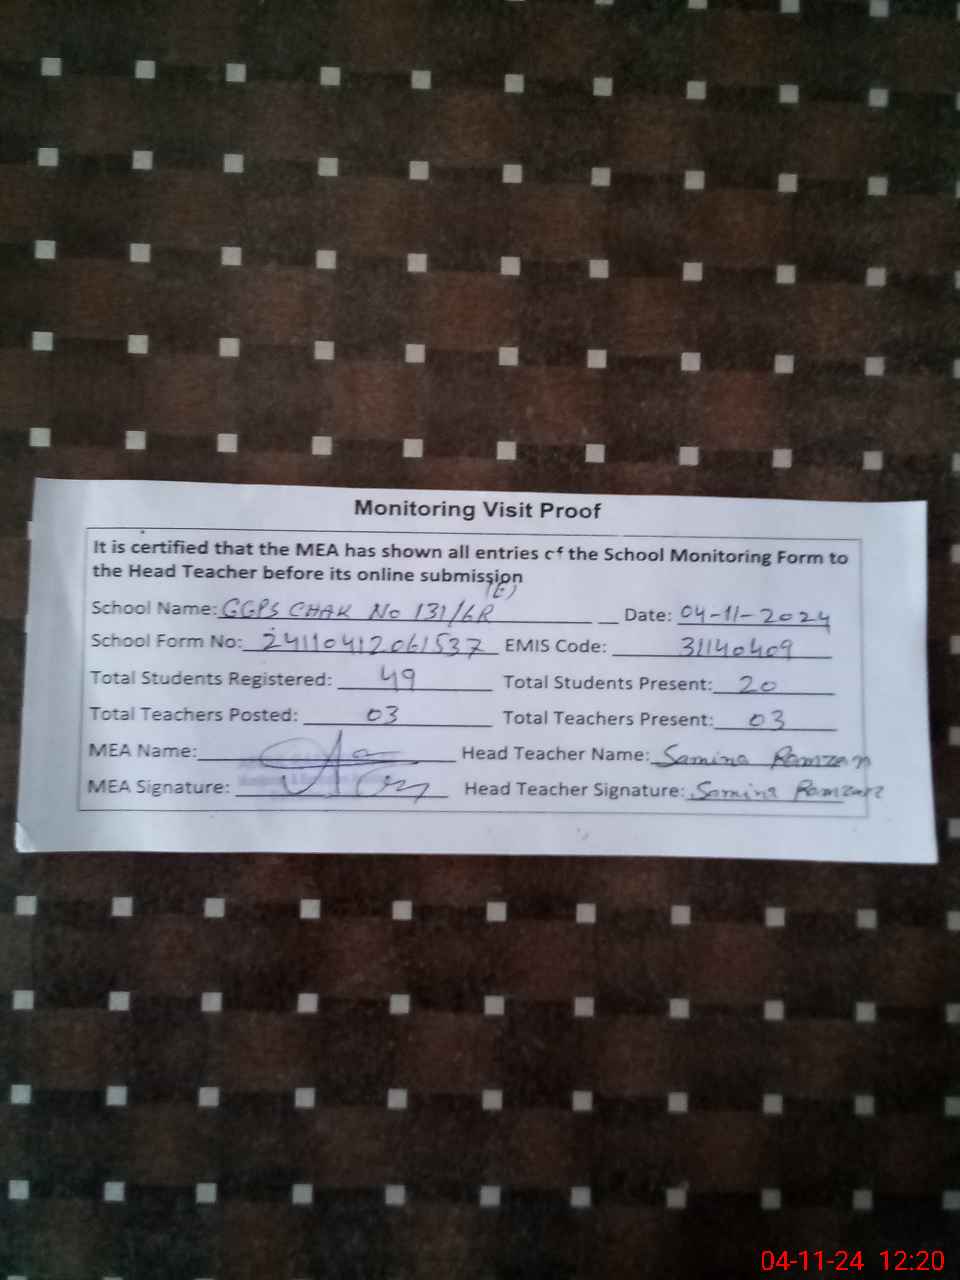 Monitoring Visit Proof
It is certified that the MEA has shown all entries of the School Monitoring Form to
the Head Teacher before its online submission
(E)
School Name: GGPS CHAK No 131/6R Date: 04-11-2024
School Form No: 24110412061537 EMIS Code: 31140409
Total Students Registered: 49 Total Students Present: 20
Total Teachers Posted: 03 Total Teachers Present: 03
MEA Name: Head Teacher Name: Samina Ramzan
MEA Signature: Head Teacher Signature: Samina Ramzan
04-11-24 12:20